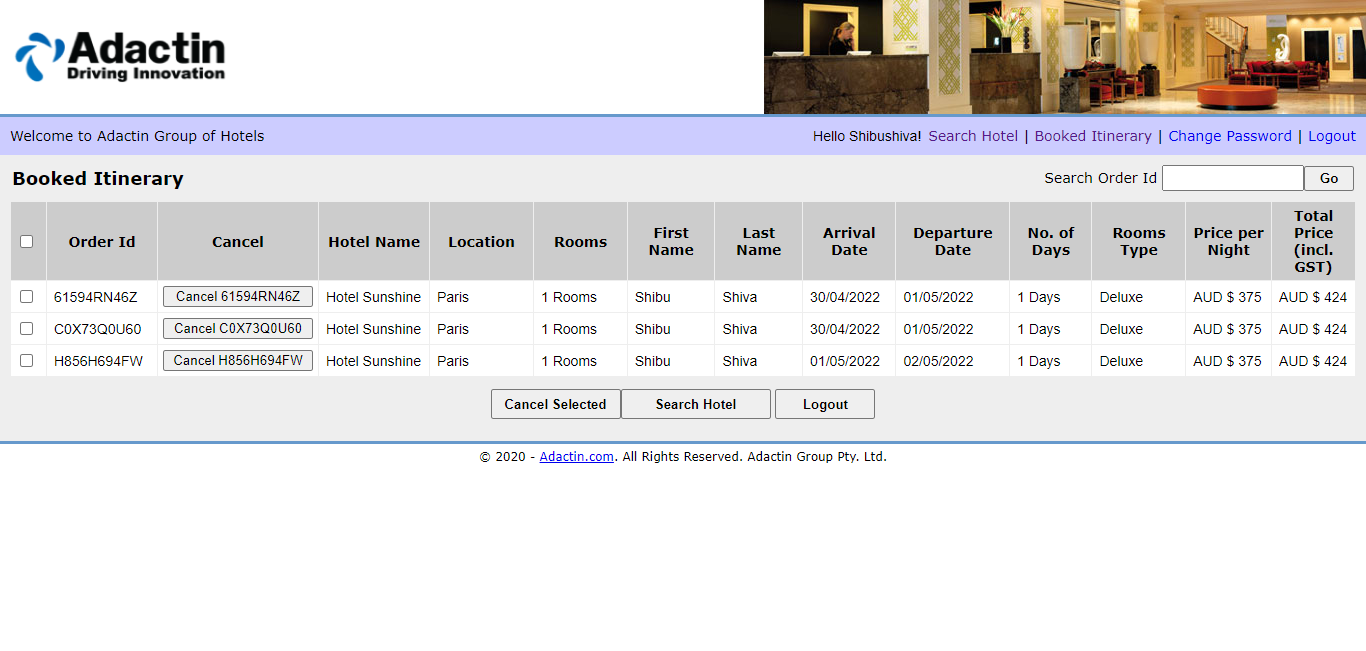 Adactin
Driving Innovation
Welcome to Adactin Group of Hotels
Hello Shibushiva! Search Hotel | Booked Itinerary | Change Password | Logout
Booked Itinerary
Search Order Id Go
Order Id Cancel Hotel Name Location Rooms First Name Last Name Arrival Date Departure Date No. of Days Rooms Type Price per Night Total Price (incl. GST)
61594RN46Z Cancel 61594RN46Z Hotel Sunshine Paris 1 Rooms Shibu Shiva 30/04/2022 01/05/2022 1 Days Deluxe AUD $ 375 AUD $ 424
C0X73Q0U60 Cancel C0X73Q0U60 Hotel Sunshine Paris 1 Rooms Shibu Shiva 30/04/2022 01/05/2022 1 Days Deluxe AUD $ 375 AUD $ 424
H856H694FW Cancel H856H694FW Hotel Sunshine Paris 1 Rooms Shibu Shiva 01/05/2022 02/05/2022 1 Days Deluxe AUD $ 375 AUD $ 424
Cancel Selected Search Hotel Logout
© 2020 - Adactin.com. All Rights Reserved. Adactin Group Pty. Ltd.